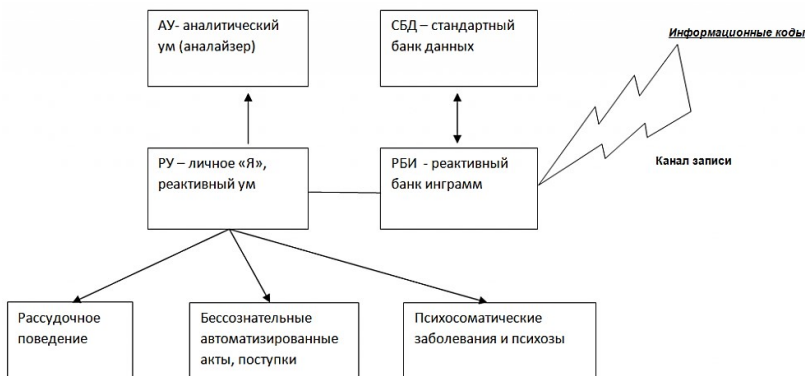 АУ- аналитический
ум (аналайзер)
СБД – стандартный
банк данных
Информационные коды
РУ – личное «Я»,
реактивный ум
РБИ - реактивный
банк инграмм
Канал записи
Рассудочное
поведение
Бессознательные
автоматизированные
акты, поступки
Психосоматические
заболевания и психозы